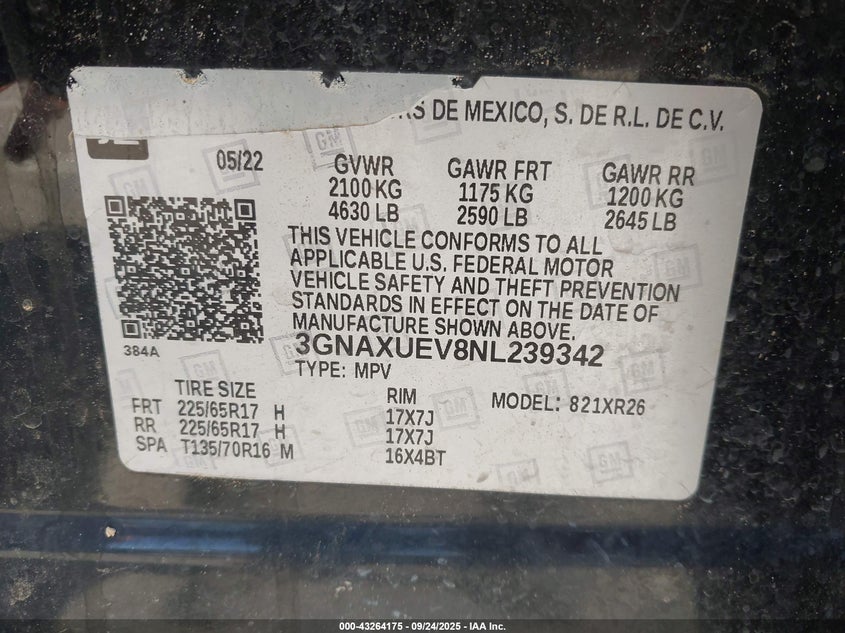 RS DE MEXICO, S. DE R.L. DE C.V.
05/22
GVWR
2100 KG
4630 LB
GAWR FRT
1175 KG
2590 LB
GAWR RR
1200 KG
2645 LB
THIS VEHICLE CONFORMS TO ALL
APPLICABLE U.S. FEDERAL MOTOR
VEHICLE SAFETY AND THEFT PREVENTION
STANDARDS IN EFFECT ON THE DATE OF
MANUFACTURE SHOWN ABOVE.
384A
3GNAXUEV8NL239342
TYPE: MPV
TIRE SIZE
FRT 225/65R17 H
RR 225/65R17 H
SPA T135/70R16 M
RIM
17X7J
17X7J
16X4BT
MODEL: 821XR26
GM
000-43264175 - 09/24/2025 - IAA Inc.